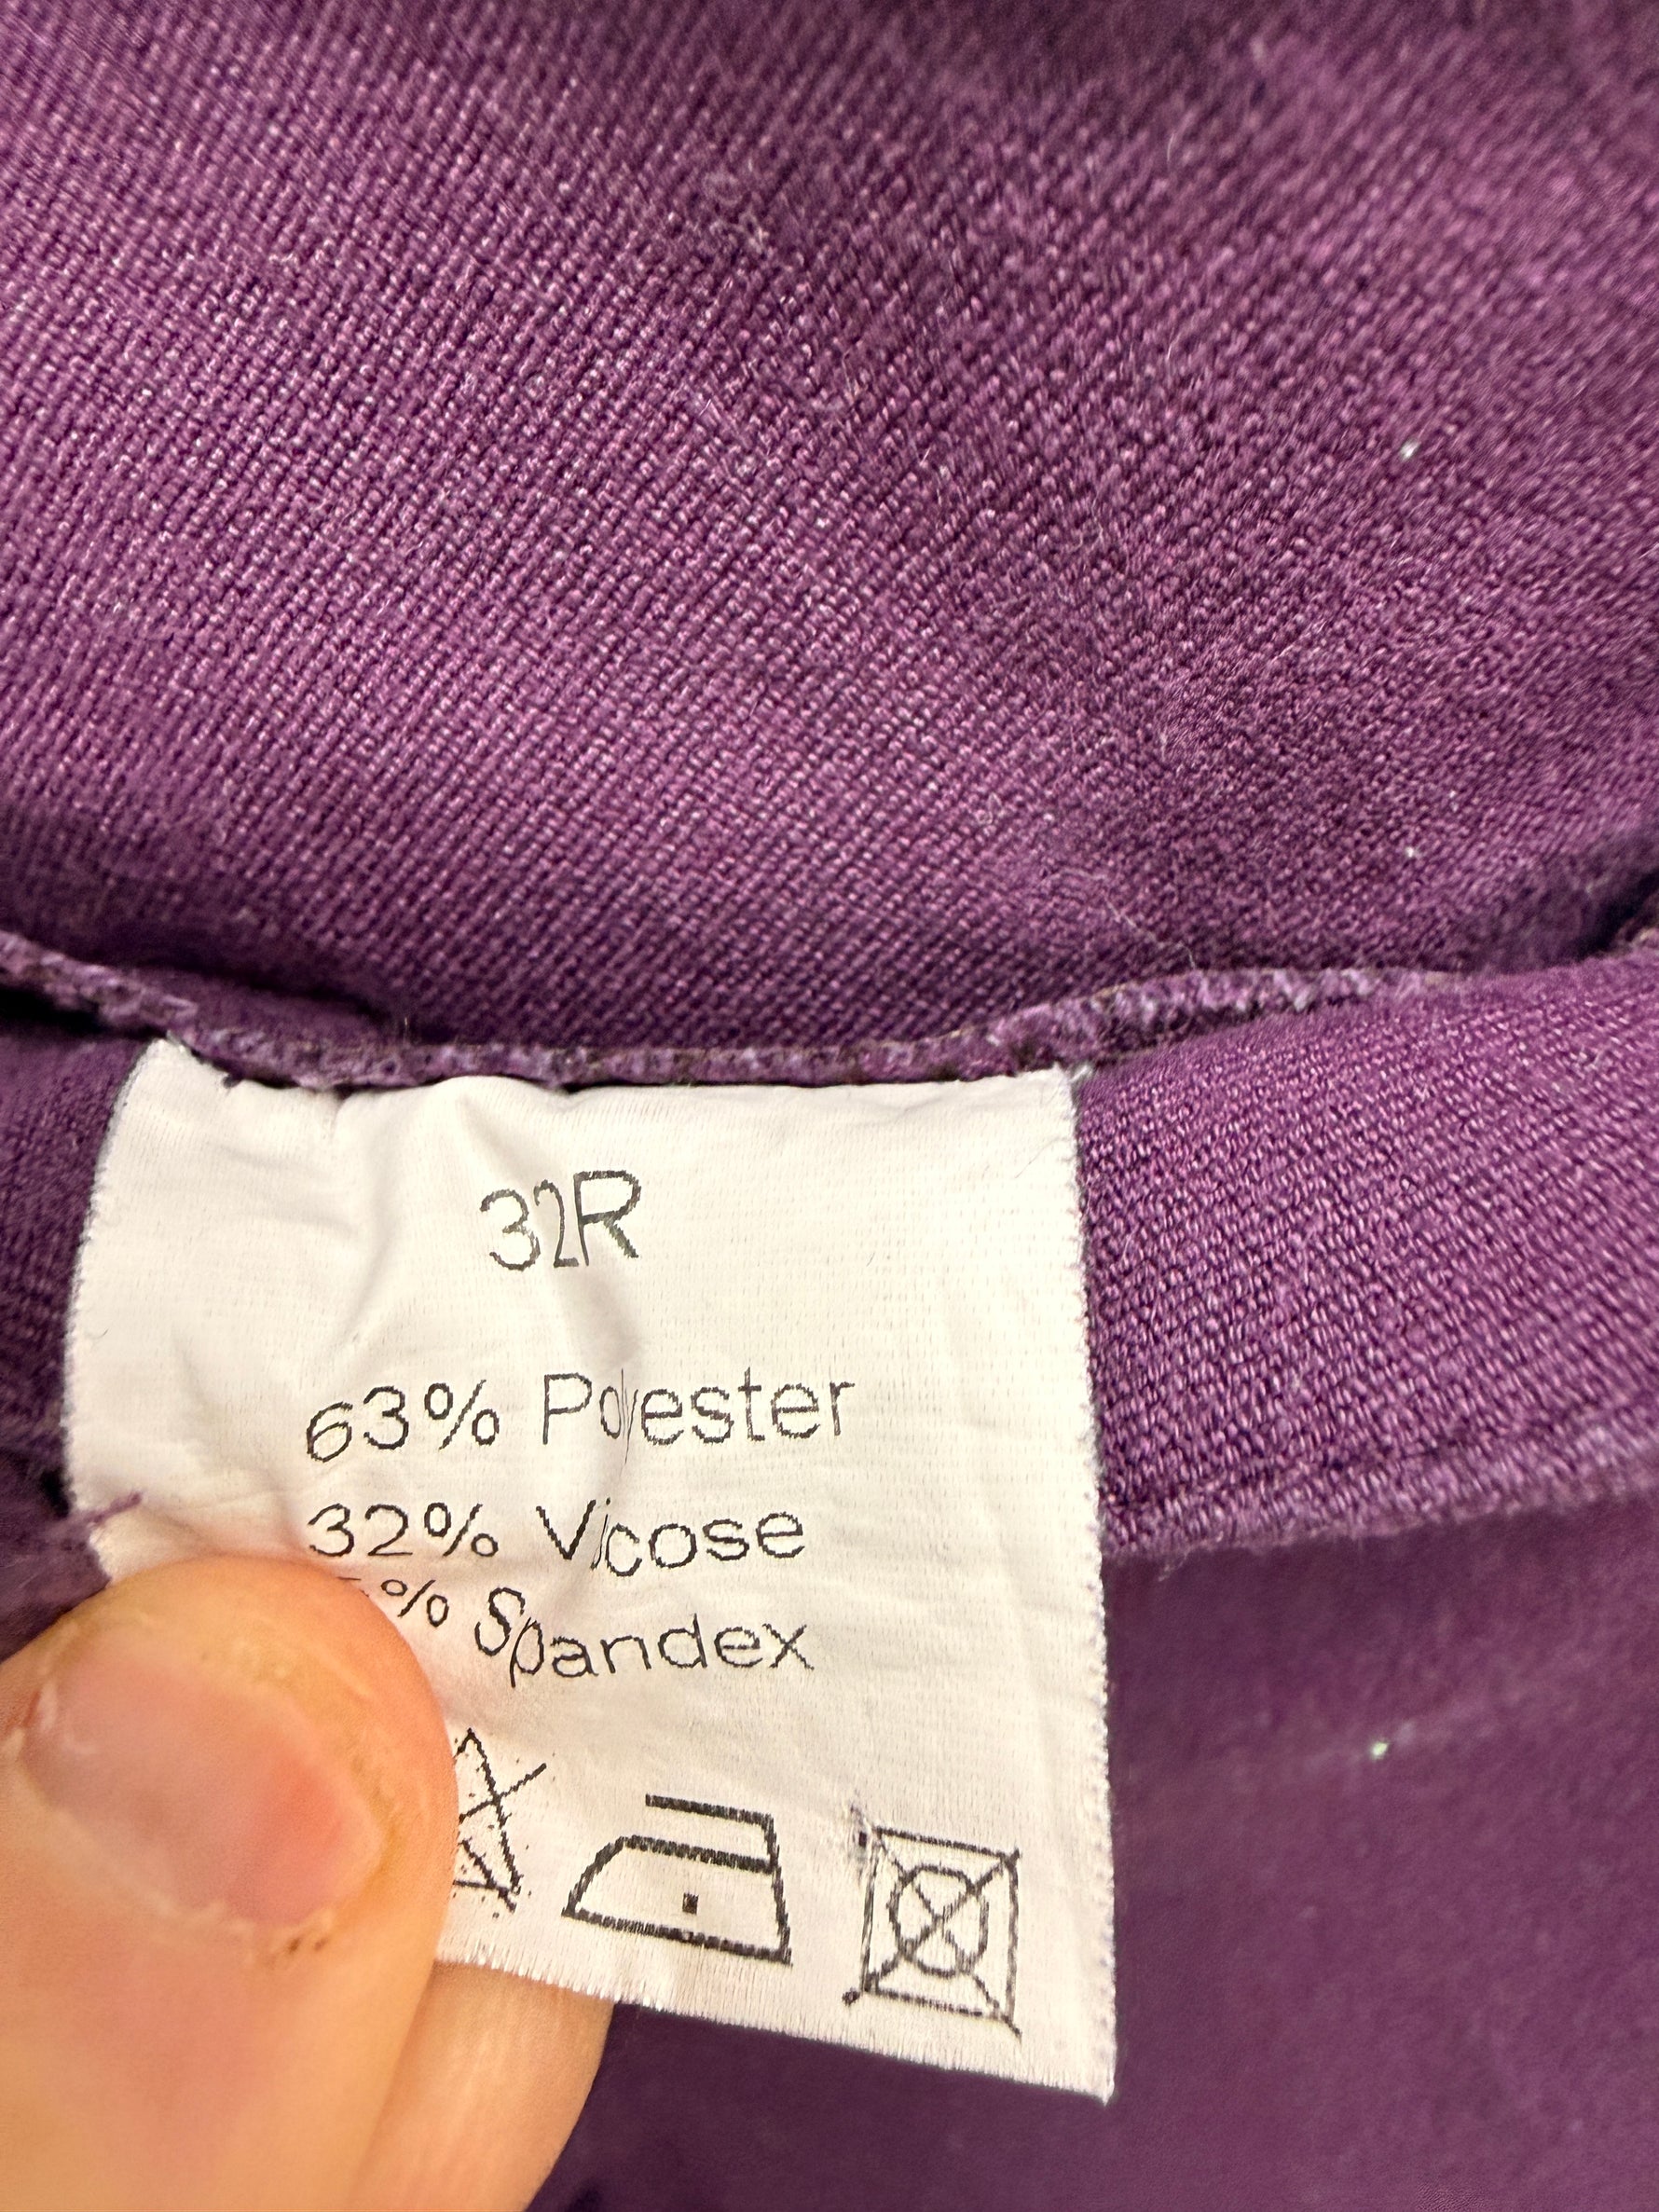 32R
63% Polyester
32% Vicose
% Spandex